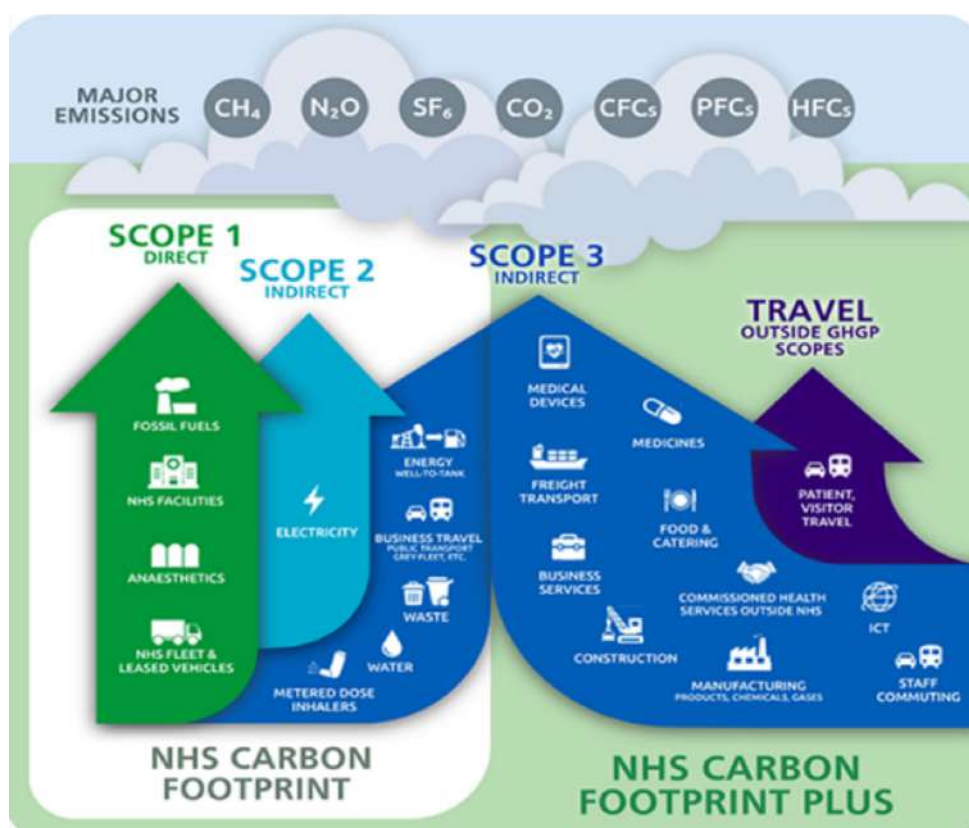 MAJOR
EMISSIONS
CH₄
N₂O
SF₆
CO₂
CFCs
PFCs
HFCs
SCOPE 1
DIRECT
SCOPE 2
INDIRECT
SCOPE 3
INDIRECT
TRAVEL
OUTSIDE GHGP
SCOPES
FOSSIL FUELS
NHS FACILITIES
ANAESTHETICS
NHS FLEET &
LEASED VEHICLES
ELECTRICITY
ENERGY
WELL-TO-TANK
BUSINESS TRAVEL
PUBLIC TRANSPORT
GREY FLEET, ETC.
WASTE
WATER
METERED DOSE
INHALERS
MEDICAL
DEVICES
MEDICINES
FREIGHT
TRANSPORT
FOOD &
CATERING
BUSINESS
SERVICES
COMMISSIONED HEALTH
SERVICES OUTSIDE NHS
CONSTRUCTION
MANUFACTURING
PRODUCTS, CHEMICALS, GASES
ICT
STAFF
COMMUTING
PATIENT,
VISITOR
TRAVEL
NHS CARBON
FOOTPRINT
NHS CARBON
FOOTPRINT PLUS